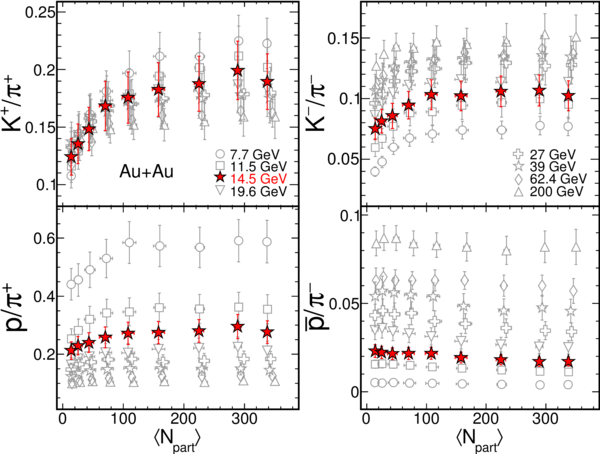 K⁺/π⁺
0.25
0.2
0.15
0.1
Au+Au
7.7 GeV
11.5 GeV
14.5 GeV
19.6 GeV
K⁻/π⁻
0.15
0.1
0.05
27 GeV
39 GeV
62.4 GeV
200 GeV
p/π⁺
0.6
0.4
0.2
0 100 200 300
⟨Npart⟩
p̅/π⁻
0.1
0.05
0
0 100 200 300
⟨Npart⟩